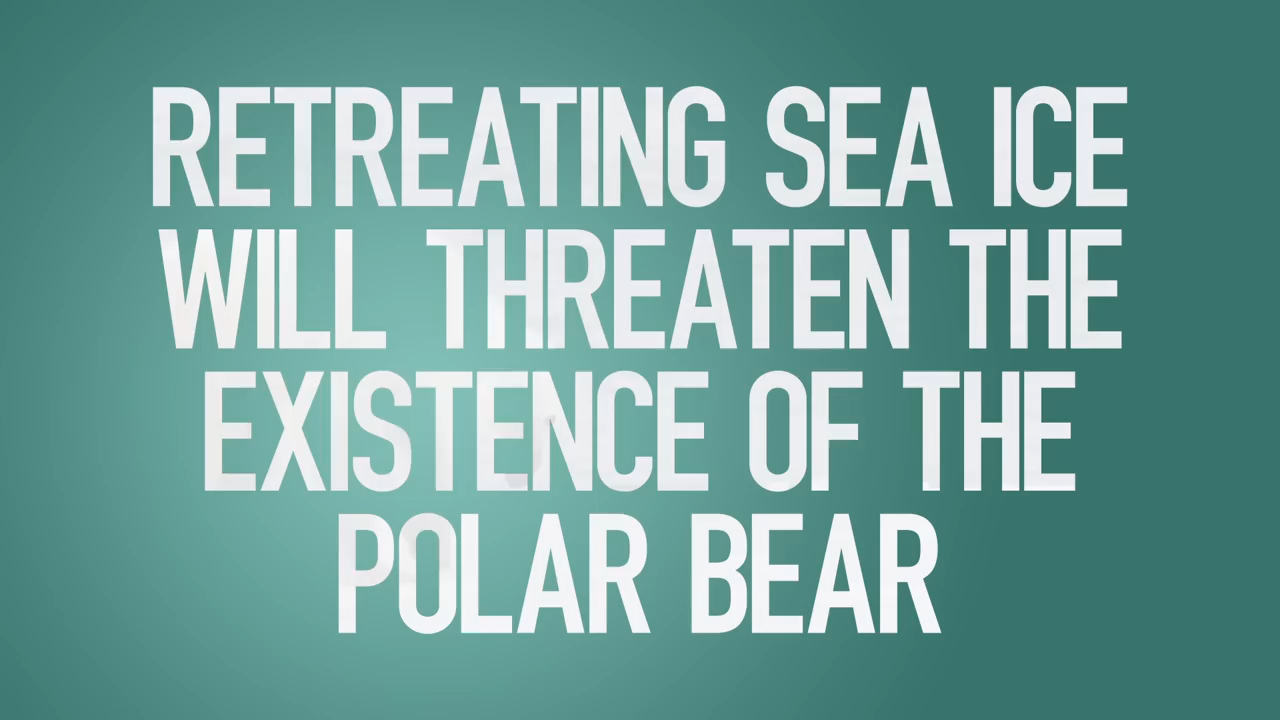 RETREATING SEA ICE
WILL THREATEN THE
EXISTENCE OF THE
POLAR BEAR